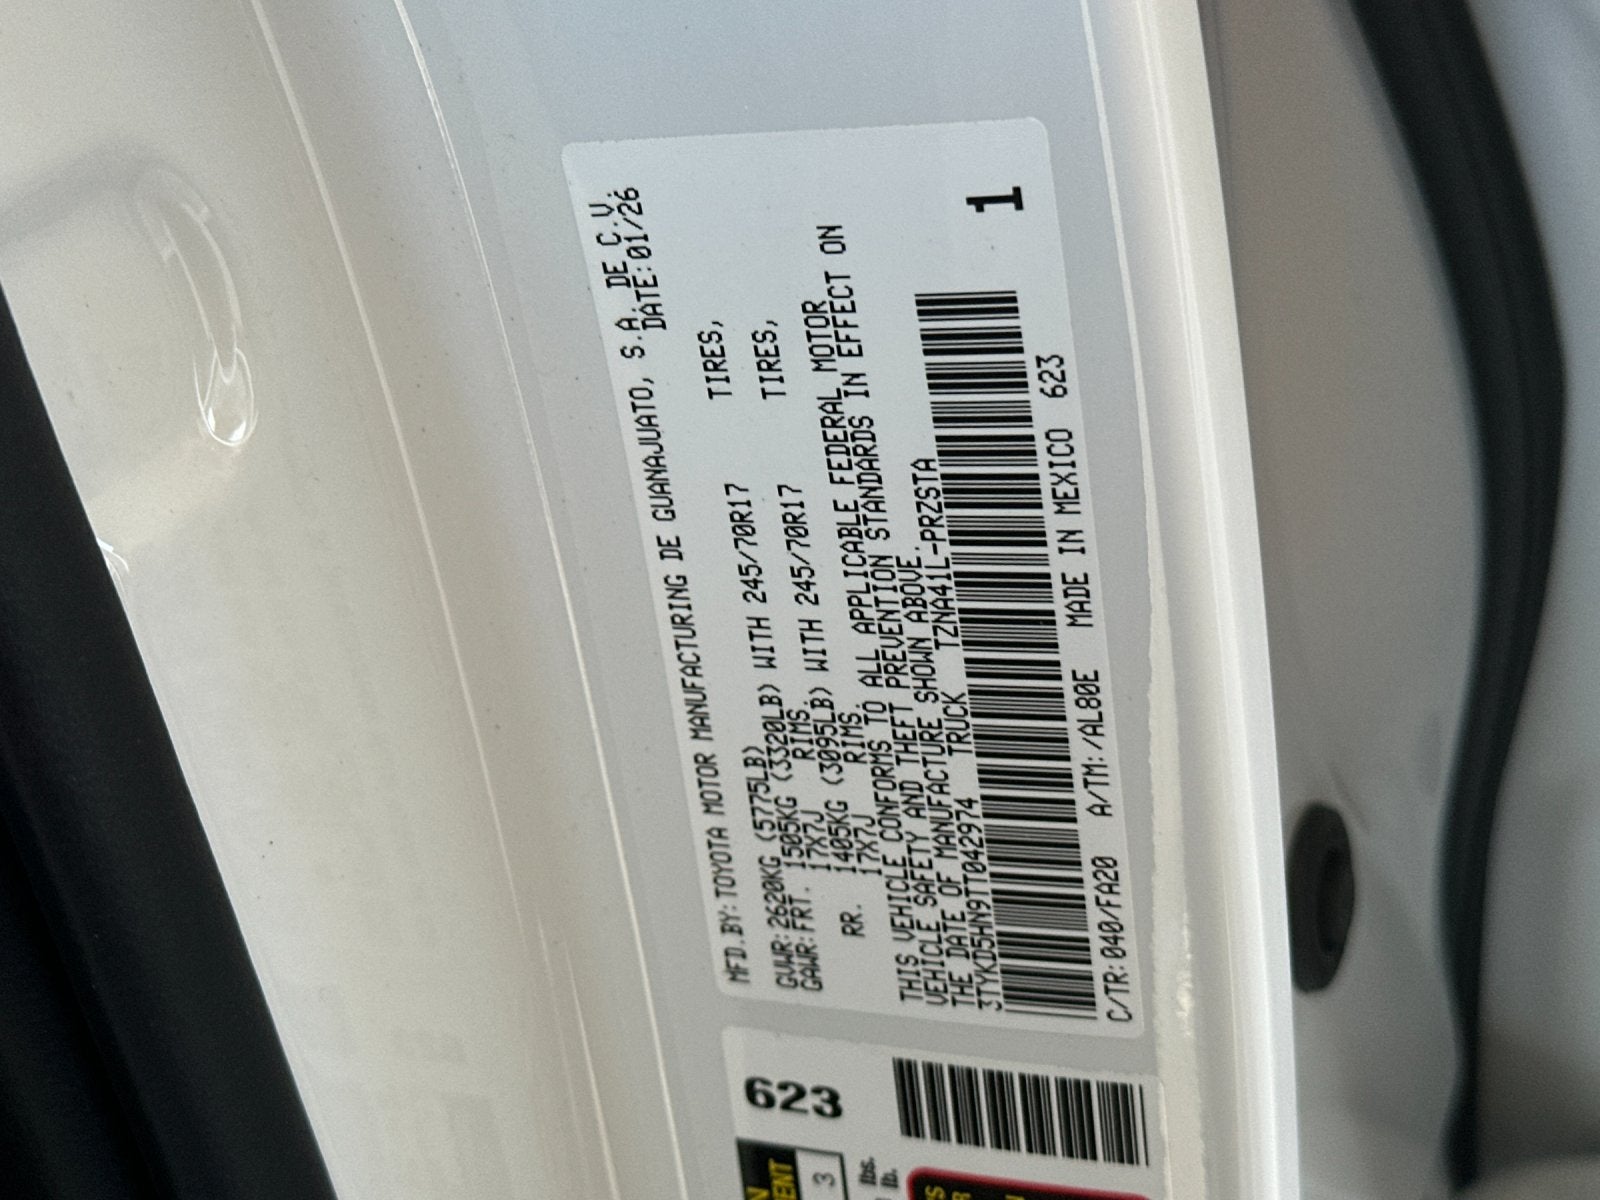 MFD.BY:TOYOTA MOTOR MANUFACTURING DE GUANAJUATO, S.A. DE C.V.
DATE:01/26
GVWR:2620KG (5775LB)
GAWR:FRT. 1505KG (3320LB) WITH 245/70R17 TIRES,
17X7J RIMS.
RR. 1405KG (3095LB) WITH 245/70R17 TIRES,
17X7J RIMS.
THIS VEHICLE CONFORMS TO ALL APPLICABLE FEDERAL MOTOR
VEHICLE SAFETY AND THEFT PREVENTION STANDARDS IN EFFECT ON
THE DATE OF MANUFACTURE SHOWN ABOVE.
3TYKD5HN9TT042974 TRUCK TZNA41L-PRZSTA
1
C/TR:040/FA20 A/TM:/AL80E MADE IN MEXICO 623
623
3
lbs.
lb.